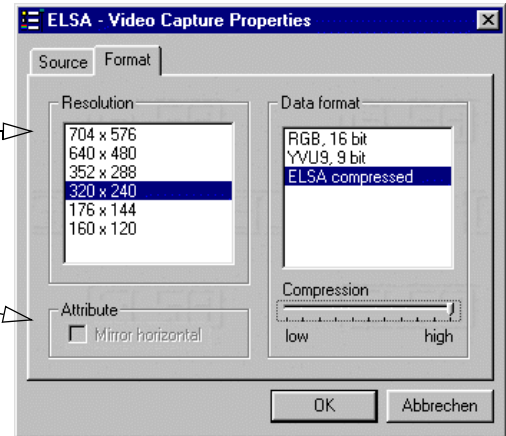 ELSA - Video Capture Properties
Source
Format
Resolution
704 x 576
640 x 480
352 x 288
320 x 240
176 x 144
160 x 120
Data format
RGB, 16 bit
YVU9, 9 bit
ELSA compressed
Compression
low
high
Attribute
Mirror horizontal
OK
Abbrechen